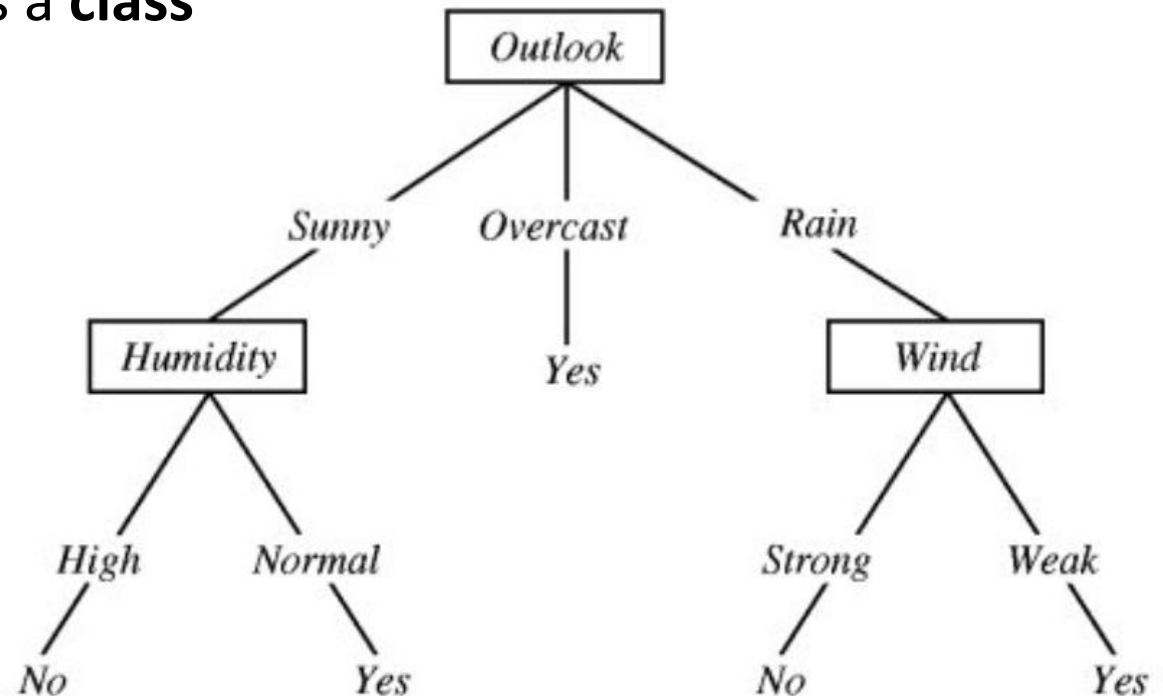 s a class
Outlook
Sunny Overcast Rain
Humidity Yes Wind
High Normal Strong Weak
No Yes No Yes